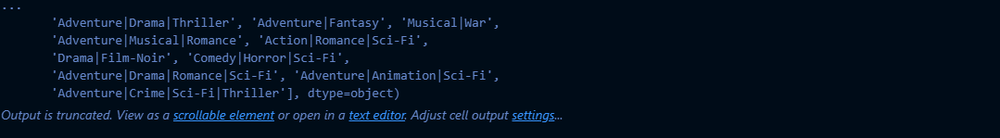 ...
'Adventure|Drama|Thriller', 'Adventure|Fantasy', 'Musical|War',
'Adventure|Musical|Romance', 'Action|Romance|Sci-Fi',
'Drama|Film-Noir', 'Comedy|Horror|Sci-Fi',
'Adventure|Drama|Romance|Sci-Fi', 'Adventure|Animation|Sci-Fi',
'Adventure|Crime|Sci-Fi|Thriller'], dtype=object)
Output is truncated. View as a scrollable element or open in a text editor. Adjust cell output settings...